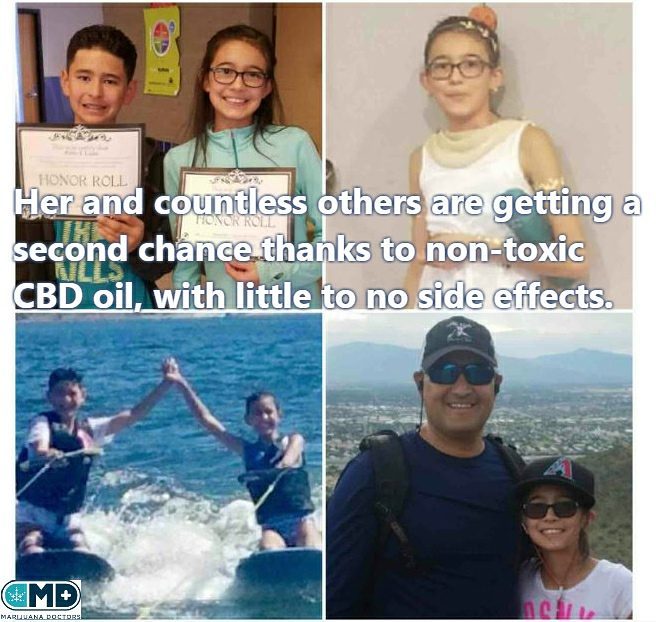 HONOR ROLL
HONOR ROLL
Her and countless others are getting a
second chance thanks to non-toxic
CBD oil, with little to no side effects.
MD
MARIJUANA DOCTORS